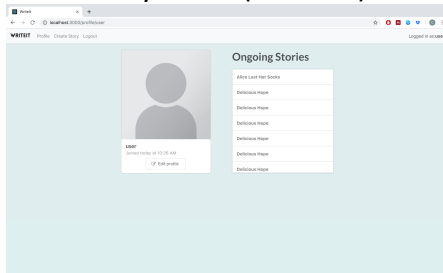 Writeit
localhost:3000/profile/user
WRITEIT Profile Create Story Logout
Logged in as user
Ongoing Stories
Alice Lost Her Socks
Delicious Hope
Delicious Hope
Delicious Hope
Delicious Hope
Delicious Hope
Delicious Hope
user
Joined today at 10:26 AM
Edit profile